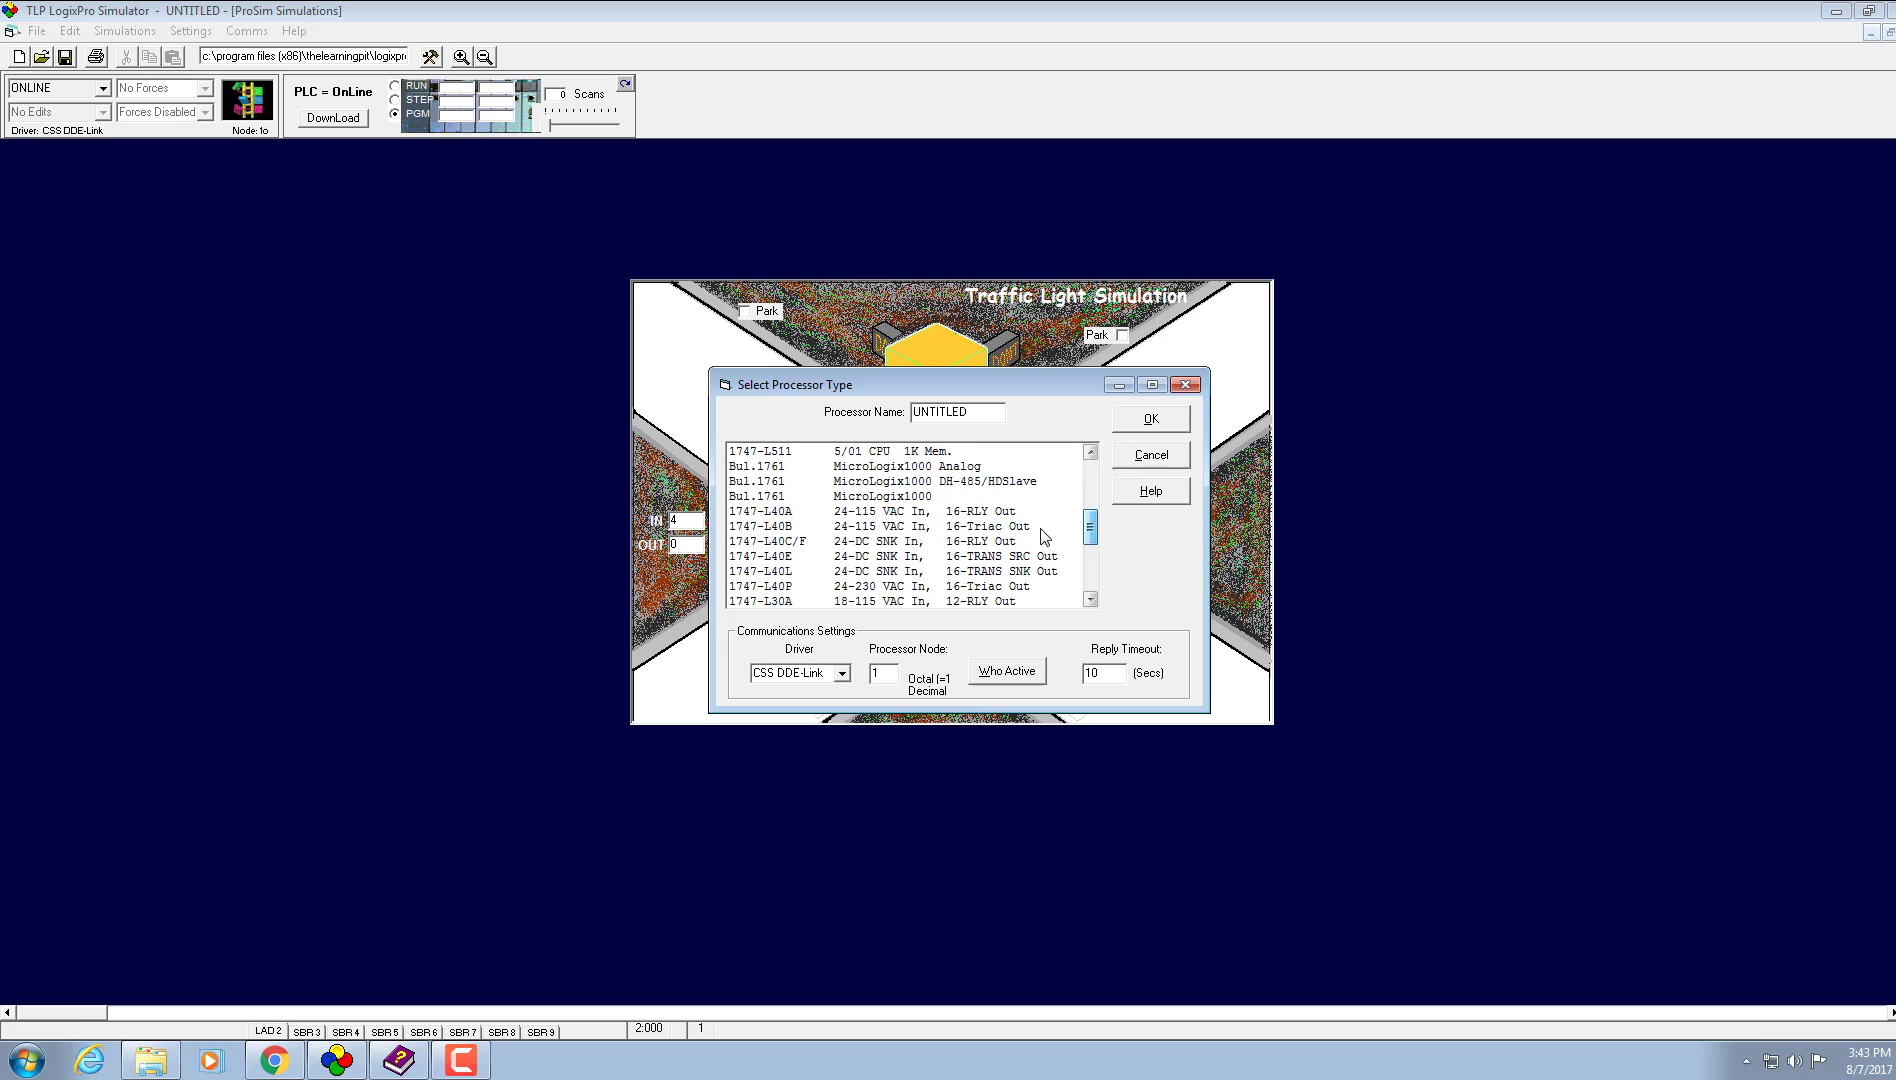 TLP LogixPro Simulator - UNTITLED - [ProSim Simulations]
File Edit Simulations Settings Comms Help
c:\program files (x86)\thelearningpit\logixpr
ONLINE No Forces
No Edits Forces Disabled
Driver: CSS DDE-Link Node: 1o
PLC = OnLine
DownLoad
RUN
STEP
PGM
0 Scans
Traffic Light Simulation
Park
Park
IN 4
OUT 0
Select Processor Type
Processor Name: UNTITLED
OK
Cancel
Help
1747-L511 5/01 CPU 1K Mem.
Bul.1761 MicroLogix1000 Analog
Bul.1761 MicroLogix1000 DH-485/HDSlave
Bul.1761 MicroLogix1000
1747-L40A 24-115 VAC In, 16-RLY Out
1747-L40B 24-115 VAC In, 16-Triac Out
1747-L40C/F 24-DC SNK In, 16-RLY Out
1747-L40E 24-DC SNK In, 16-TRANS SRC Out
1747-L40L 24-DC SNK In, 16-TRANS SNK Out
1747-L40P 24-230 VAC In, 16-Triac Out
1747-L30A 18-115 VAC In, 12-RLY Out
Communications Settings
Driver Processor Node: Reply Timeout:
CSS DDE-Link 1 Octal (=1 Decimal Who Active 10 (Secs)
LAD 2 SBR 3 SBR 4 SBR 5 SBR 6 SBR 7 SBR 8 SBR 9 2:000 1
3:43 PM
8/7/2017